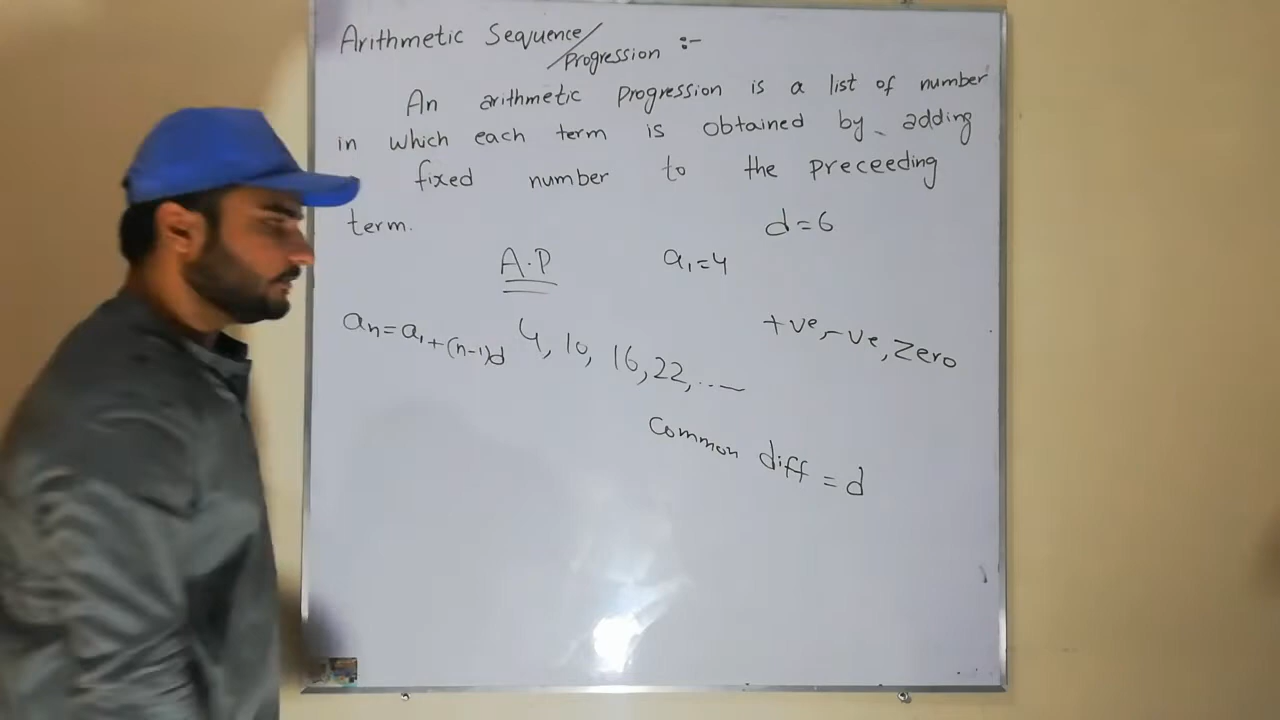 Arithmetic Sequence/
Progression :-
An arithmetic progression is a list of number
in which each term is obtained by adding
fixed number to the preceeding
term.
d=6
A.P
a₁=4
aₙ=a₁+(n-1)d
4, 10, 16, 22, ....
+ve, -ve, Zero
Common diff = d